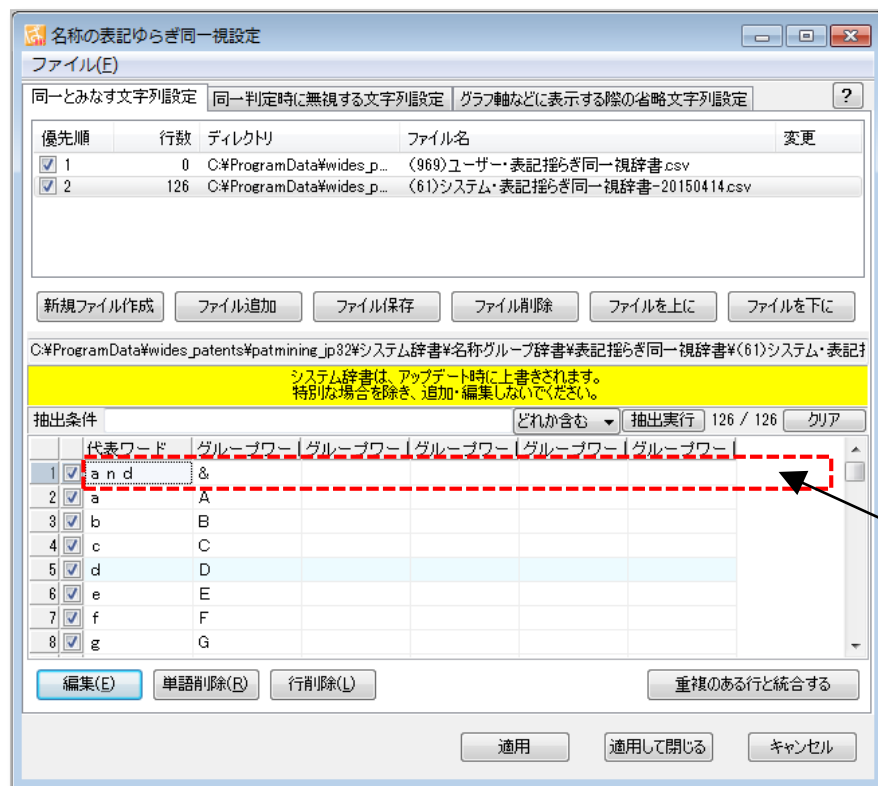 名称の表記ゆらぎ同一視設定
ファイル(F)
同一とみなす文字列設定 同一判定時に無視する文字列設定 グラフ軸などに表示する際の省略文字列設定 ?
優先順 行数 ディレクトリ ファイル名 変更
1 0 C:¥ProgramData¥wides_p... (969)ユーザー・表記揺らぎ同一視辞書.csv
2 126 C:¥ProgramData¥wides_p... (61)システム・表記揺らぎ同一視辞書-20150414.csv
新規ファイル作成 ファイル追加 ファイル保存 ファイル削除 ファイルを上に ファイルを下に
C:¥ProgramData¥wides_patents¥patmining_jp32¥システム辞書¥名称グループ辞書¥表記揺らぎ同一視辞書¥(61)システム・表記
システム辞書は、アップデート時に上書きされます。
特別な場合を除き、追加・編集しないでください。
抽出条件 どれか含む 抽出実行 126 / 126 クリア
代表ワード グループワー グループワー グループワー グループワー グループワー
1 ａｎｄ ＆
2 ａ Ａ
3 ｂ Ｂ
4 ｃ Ｃ
5 ｄ Ｄ
6 ｅ Ｅ
7 ｆ Ｆ
8 ｇ Ｇ
編集(E) 単語削除(R) 行削除(L) 重複のある行と統合する
適用 適用して閉じる キャンセル